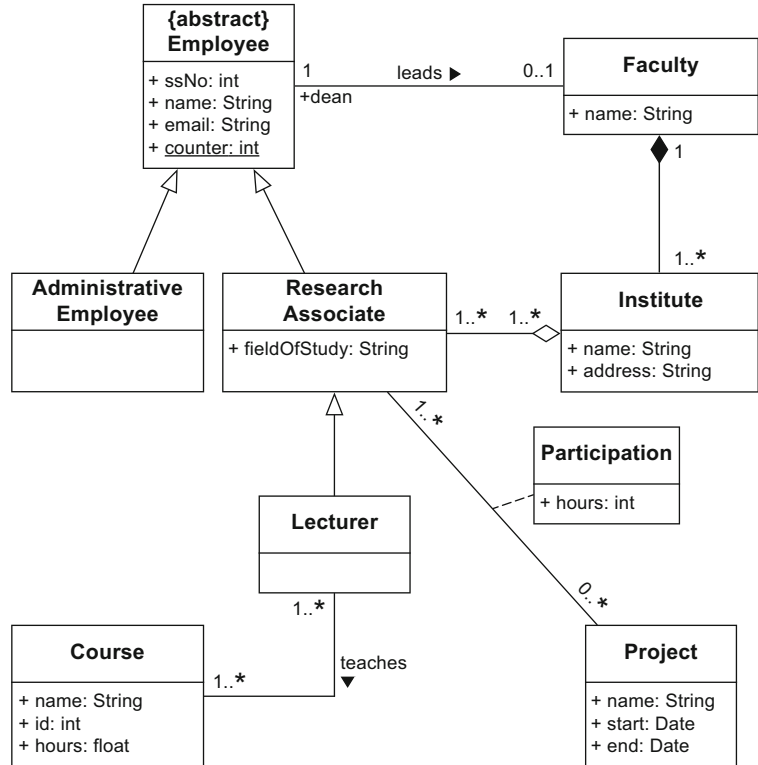 {abstract}
Employee
+ ssNo: int
+ name: String
+ email: String
+ counter: int
1
+dean
leads ►
0..1
Faculty
+ name: String
1
1..*
Administrative
Employee
Research
Associate
+ fieldOfStudy: String
1..*
1..*
Institute
+ name: String
+ address: String
1..*
Participation
+ hours: int
0..*
Lecturer
1..*
teaches
▼
1..*
Course
+ name: String
+ id: int
+ hours: float
Project
+ name: String
+ start: Date
+ end: Date